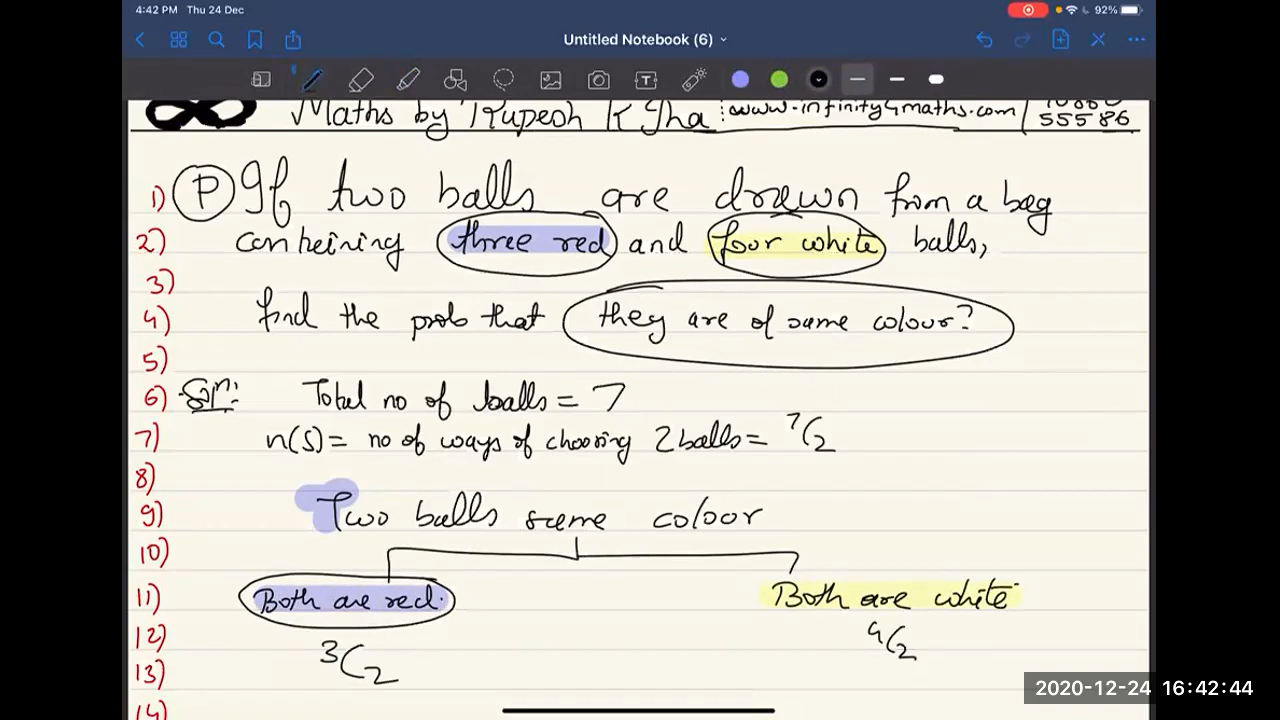 4:42 PM Thu 24 Dec
92%
Untitled Notebook (6)
Maths by Rupesh K Jha www.infinity4maths.com
55586
1) P If two balls are drawn from a bag
2) containing three red and four white balls,
3)
4) find the prob that they are of same colour?
5)
6) Sol<sup>n</sup>: Total no of balls = 7
7) n(S) = no of ways of choosing 2 balls = ⁷C₂
8)
9) Two balls same colour
10)
11) Both are red. Both are white
12) ⁴C₂
13) ³C₂
14)
2020-12-24 16:42:44